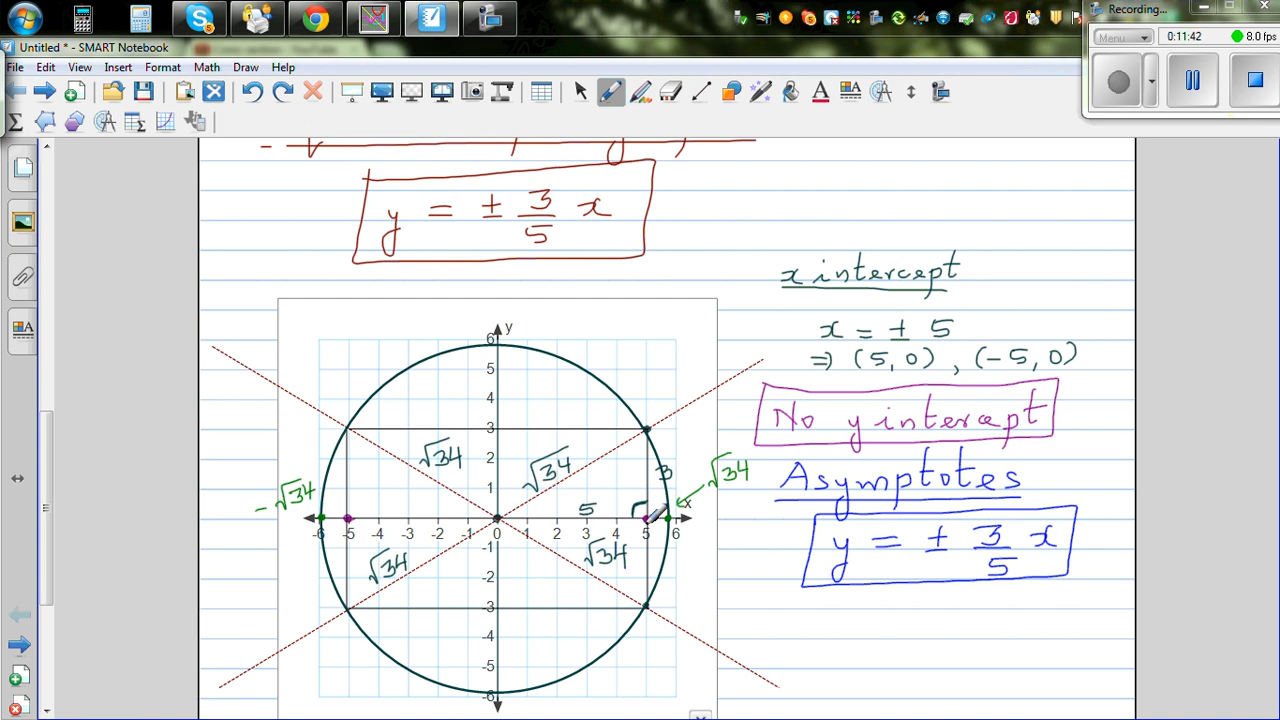 Recording...
Menu
0:11:42
8.0 fps
Untitled * - SMART Notebook
File Edit View Insert Format Math Draw Help
y = ± 3/5 x
x intercept
x = ± 5
⇒ (5, 0) , (-5, 0)
No y intercept
Asymptotes
y = ± 3/5 x
y
6
5
4
3
2
1
-1
-2
-3
-4
-5
-6
√34 √34 3 √34
-√34 5 x
-6 -5 -4 -3 -2 -1 0 1 2 3 4 5 6
√34 √34